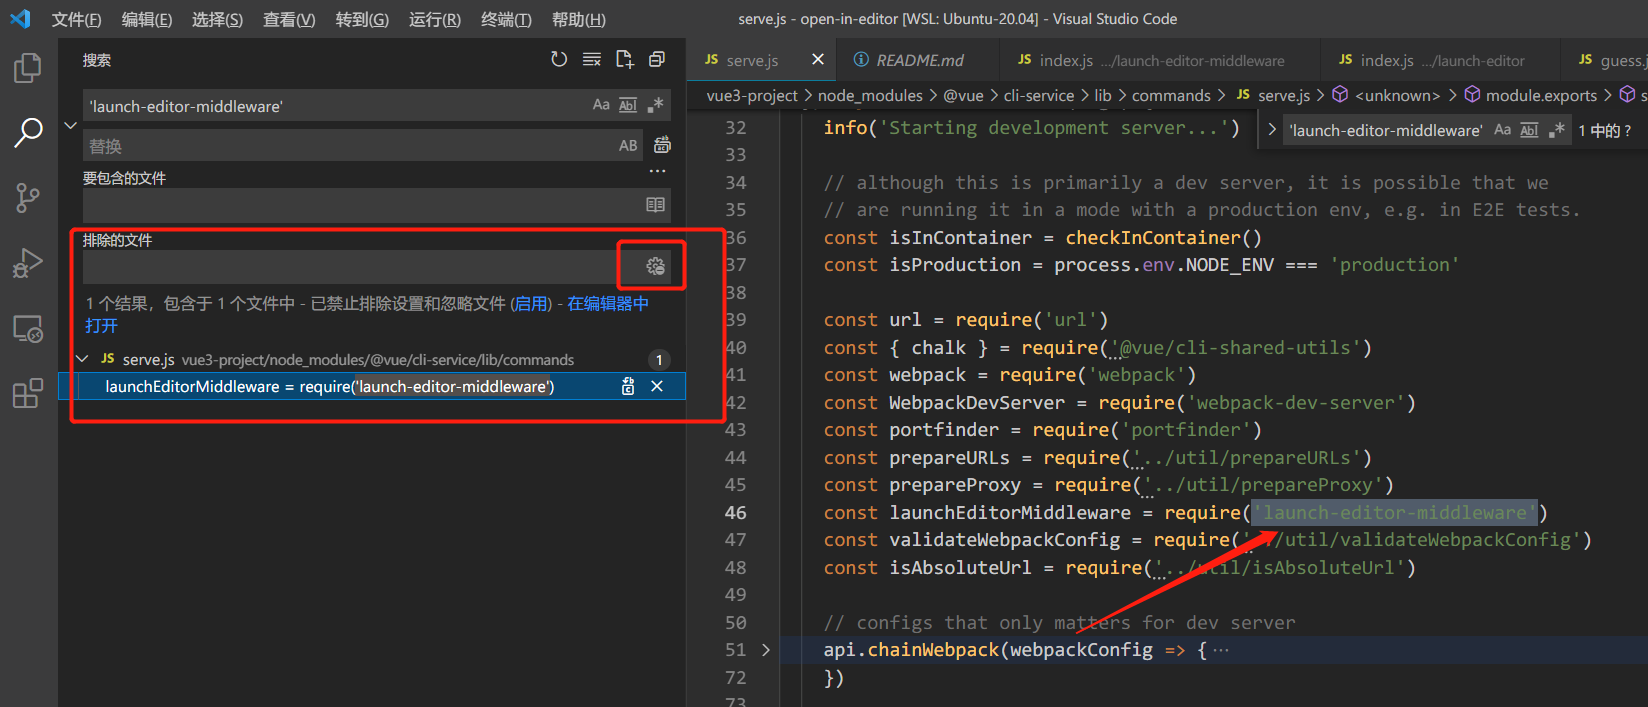 文件(F) 编辑(E) 选择(S) 查看(V) 转到(G) 运行(R) 终端(T) 帮助(H)
serve.js - open-in-editor [WSL: Ubuntu-20.04] - Visual Studio Code
搜索
'launch-editor-middleware' Aa Abl .*
替换 AB
要包含的文件 ...
排除的文件
1 个结果，包含于 1 个文件中 - 已禁止排除设置和忽略文件 (启用) - 在编辑器中
打开
JS serve.js vue3-project/node_modules/@vue/cli-service/lib/commands 1
launchEditorMiddleware = require('launch-editor-middleware')
JS serve.js
README.md
JS index.js .../launch-editor-middleware
JS index.js .../launch-editor
JS guess.j
vue3-project > node_modules > @vue > cli-service > lib > commands > JS serve.js > <unknown> > module.exports > s
'launch-editor-middleware' Aa Abl .* 1 中的 ?
32 info('Starting development server...')
33
34 // although this is primarily a dev server, it is possible that we
35 // are running it in a mode with a production env, e.g. in E2E tests.
36 const isInContainer = checkInContainer()
37 const isProduction = process.env.NODE_ENV === 'production'
38
39 const url = require('url')
40 const { chalk } = require('@vue/cli-shared-utils')
41 const webpack = require('webpack')
42 const WebpackDevServer = require('webpack-dev-server')
43 const portfinder = require('portfinder')
44 const prepareURLs = require('../util/prepareURLs')
45 const prepareProxy = require('../util/prepareProxy')
46 const launchEditorMiddleware = require('launch-editor-middleware')
47 const validateWebpackConfig = require('../util/validateWebpackConfig')
48 const isAbsoluteUrl = require('../util/isAbsoluteUrl')
49
50 // configs that only matters for dev server
51 api.chainWebpack(webpackConfig => { ...
72 })
73